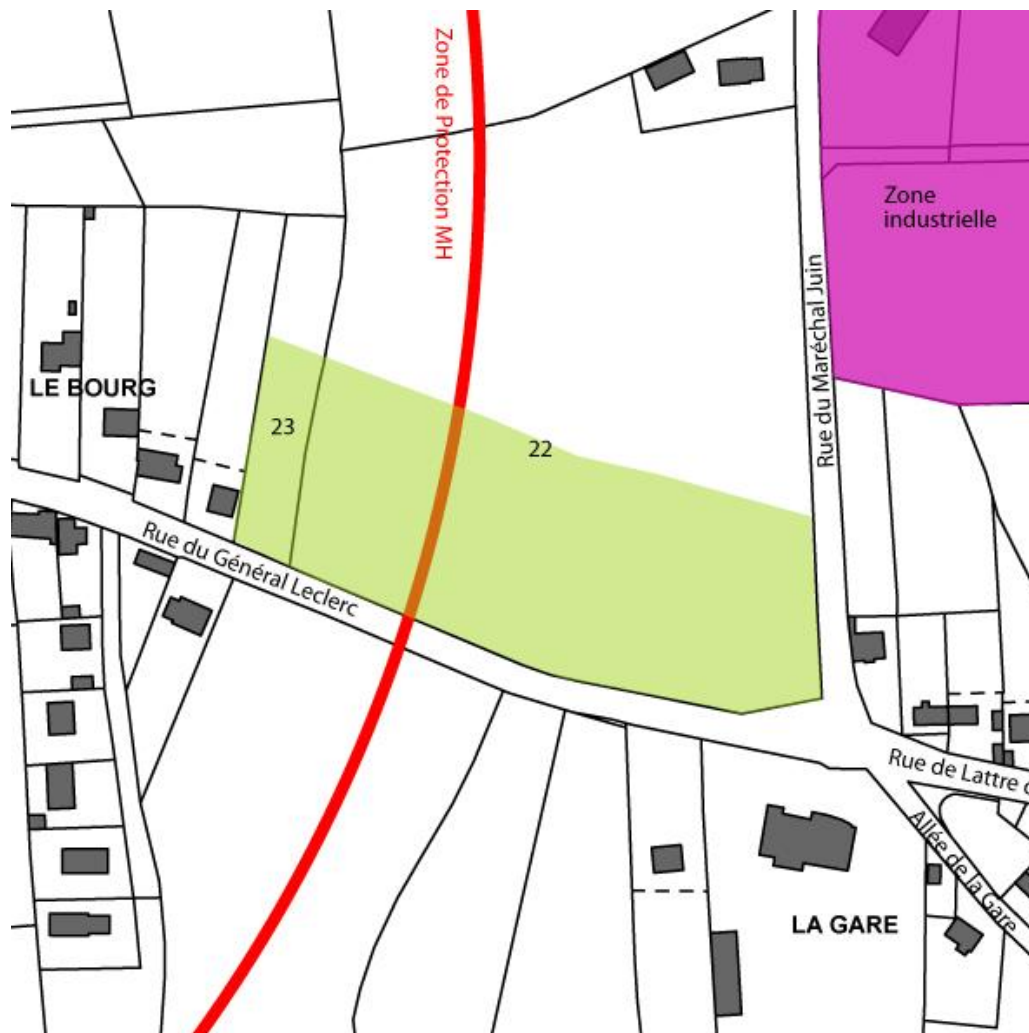 Zone de Protection MH
Zone
industrielle
Rue du Maréchal Juin
LE BOURG
23
22
Rue du Général Leclerc
Rue de Lattre d
Allée de la Gare
LA GARE